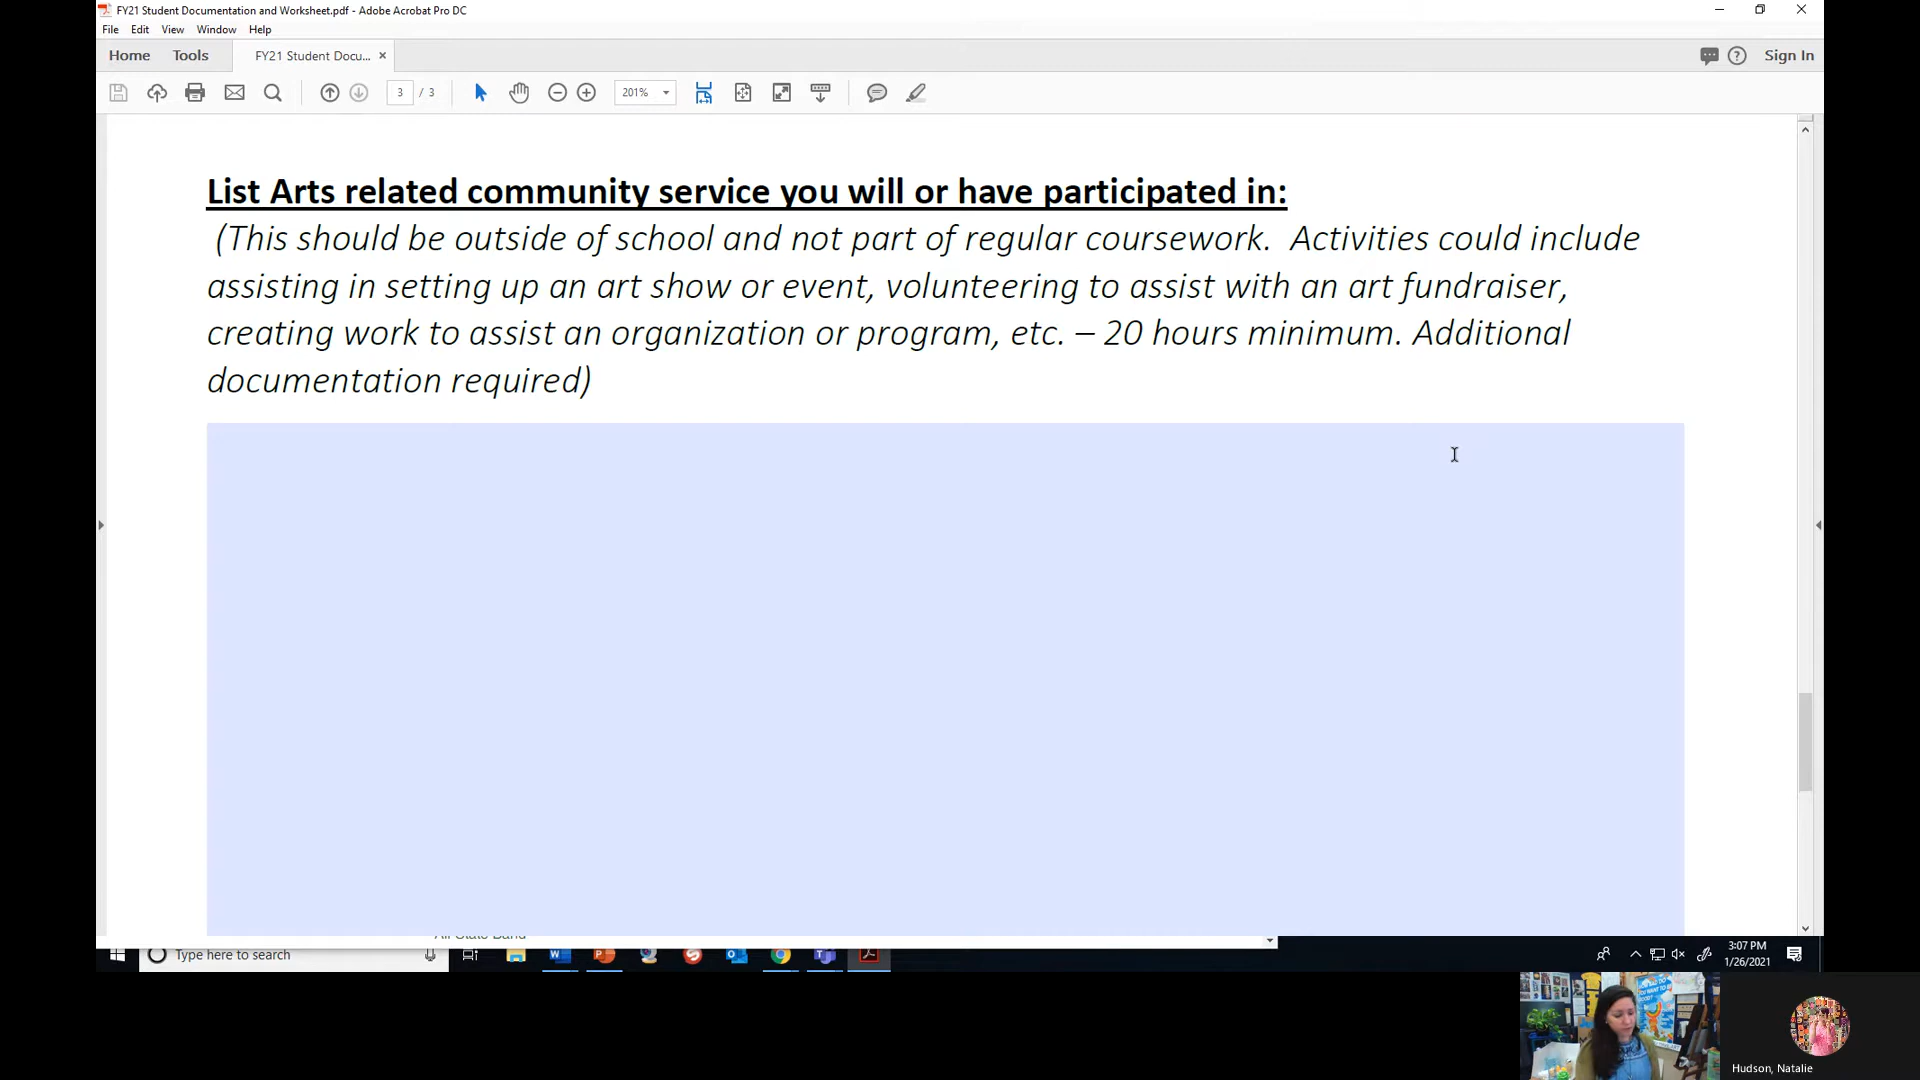 FY21 Student Documentation and Worksheet.pdf - Adobe Acrobat Pro DC
File Edit View Window Help
Home Tools FY21 Student Docu... × Sign In
3 / 3 201%
List Arts related community service you will or have participated in:
(This should be outside of school and not part of regular coursework. Activities could include
assisting in setting up an art show or event, volunteering to assist with an art fundraiser,
creating work to assist an organization or program, etc. – 20 hours minimum. Additional
documentation required)
All State Band
Type here to search
3:07 PM
1/26/2021
Hudson, Natalie